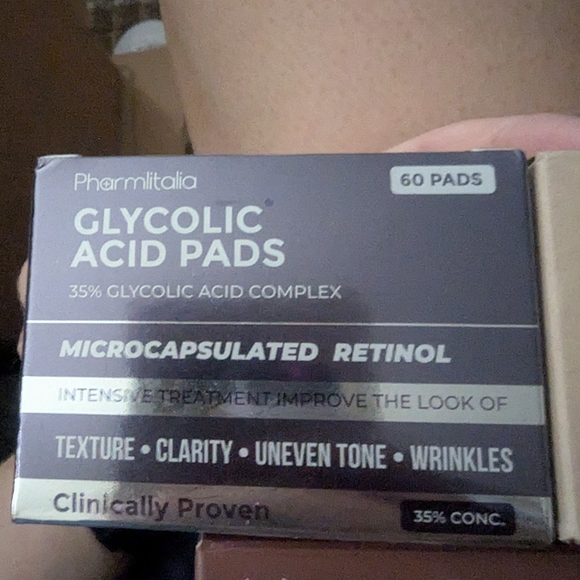 PharmIitalia
60 PADS
GLYCOLIC
ACID PADS
35% GLYCOLIC ACID COMPLEX
MICROCAPSULATED RETINOL
INTENSIVE TREATMENT IMPROVE THE LOOK OF
TEXTURE • CLARITY • UNEVEN TONE • WRINKLES
Clinically Proven
35% CONC.